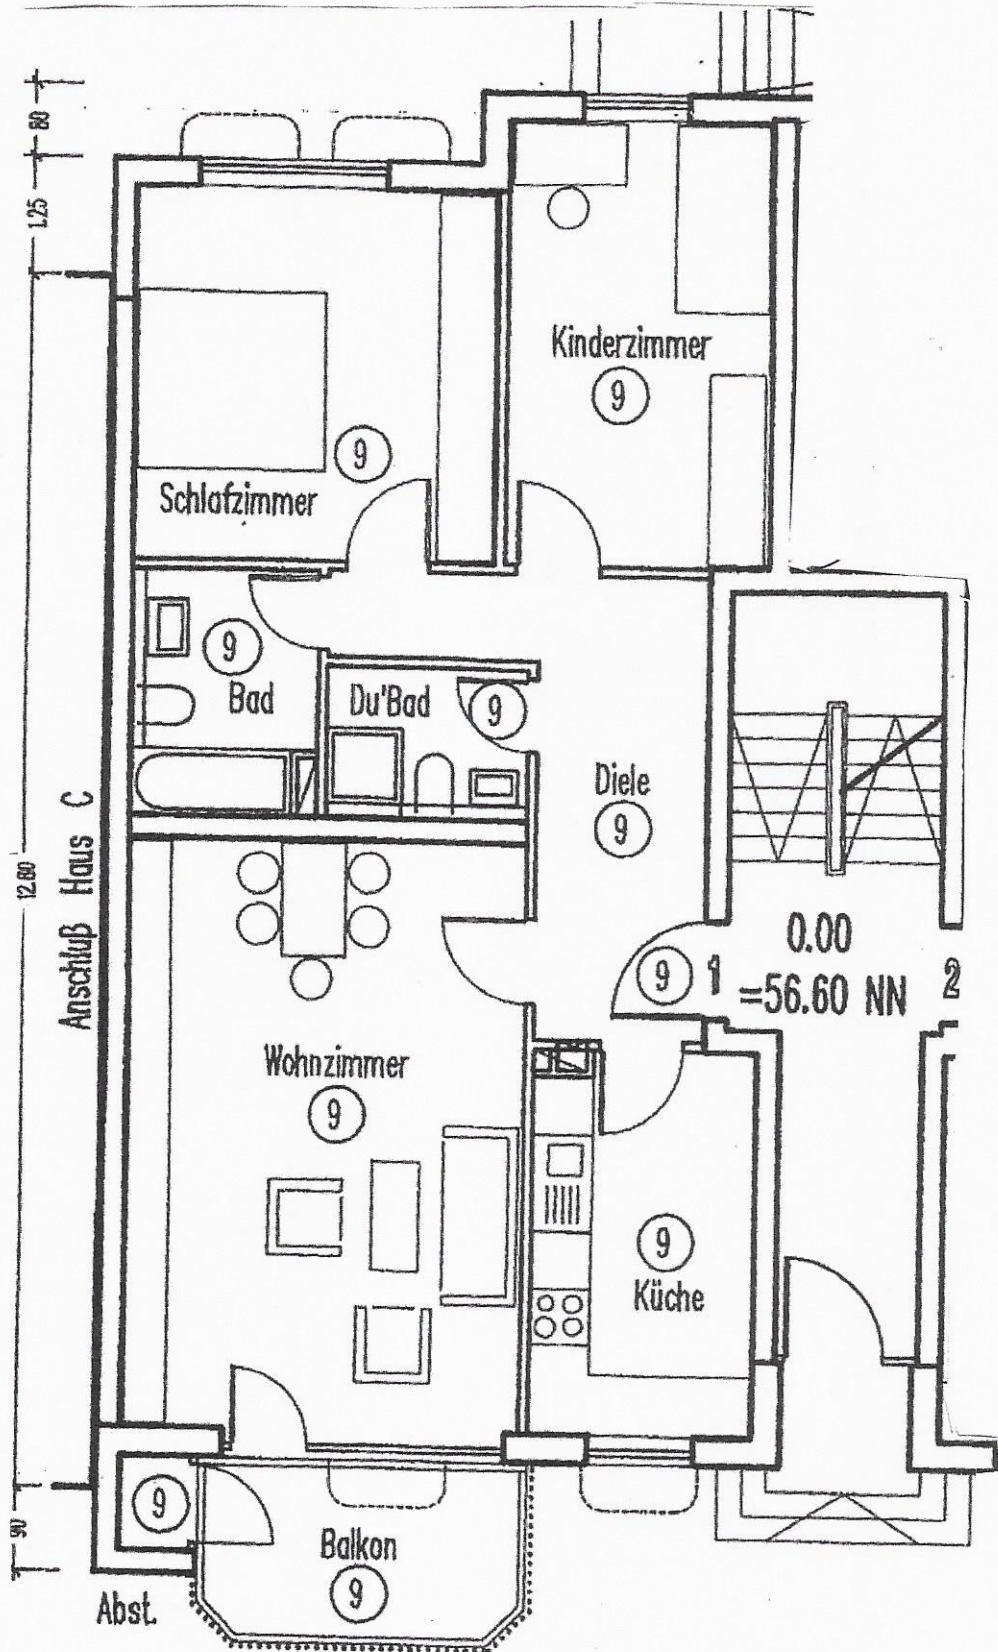 80
1.25
Kinderzimmer
9
9
Schlafzimmer
9
Bad
Du'Bad
9
Diele
9
12.80
Anschluß Haus C
0.00
9
1
=56.60 NN
2
Wohnzimmer
9
9
Küche
9
90
Balkon
9
Abst.